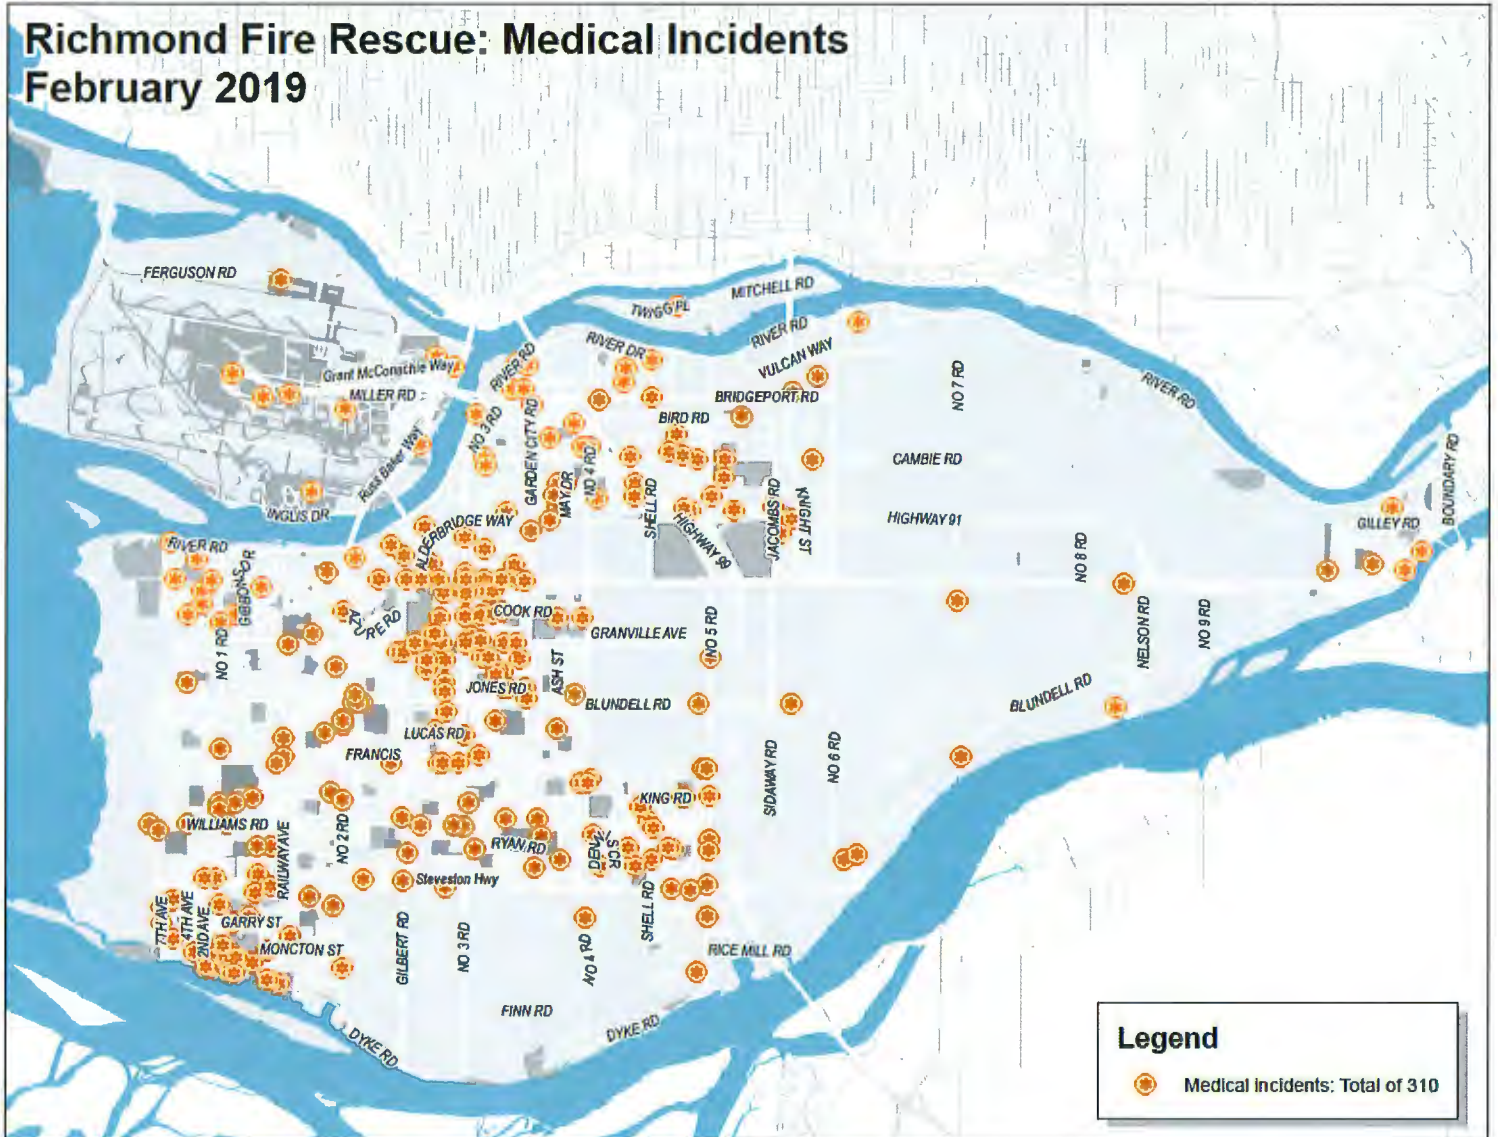 Richmond Fire Rescue: Medical Incidents
February 2019
FERGUSON RD
TWIGG PL
MITCHELL RD
RIVER RD
VULCAN WAY
RIVER DR
RIVER RD
Grant McConachie Way
MILLER RD
NO 3 RD
GARDEN CITY RD
BRIDGEPORT RD
BIRD RD
NO 7 RD
RIVER RD
Russ Baker Way
NO 4 RD
MAY DR
CAMBIE RD
BOUNDARY RD
INGLIS DR
ALDERBRIDGE WAY
SHELL RD
HIGHWAY 99
JACOMBS RD
KNIGHT ST
HIGHWAY 91
GILLEY RD
RIVER RD
GIBBONS DR
NO 8 RD
COOK RD
GRANVILLE AVE
NO 5 RD
NELSON RD
NO 9 RD
NO 1 RD
ASH ST
JONES RD
BLUNDELL RD
BLUNDELL RD
LUCAS RD
FRANCIS
SIDAWAY RD
NO 6 RD
KING RD
WILLIAMS RD
RAILWAY AVE
NO 2 RD
RYAN RD
Steveston Hwy
7TH AVE
4TH AVE
2ND AVE
GARRY ST
MONCTON ST
GILBERT RD
NO 3 RD
NO 4 RD
SHELL RD
RICE MILL RD
FINN RD
DYKE RD
DYKE RD
Legend
Medical incidents: Total of 310